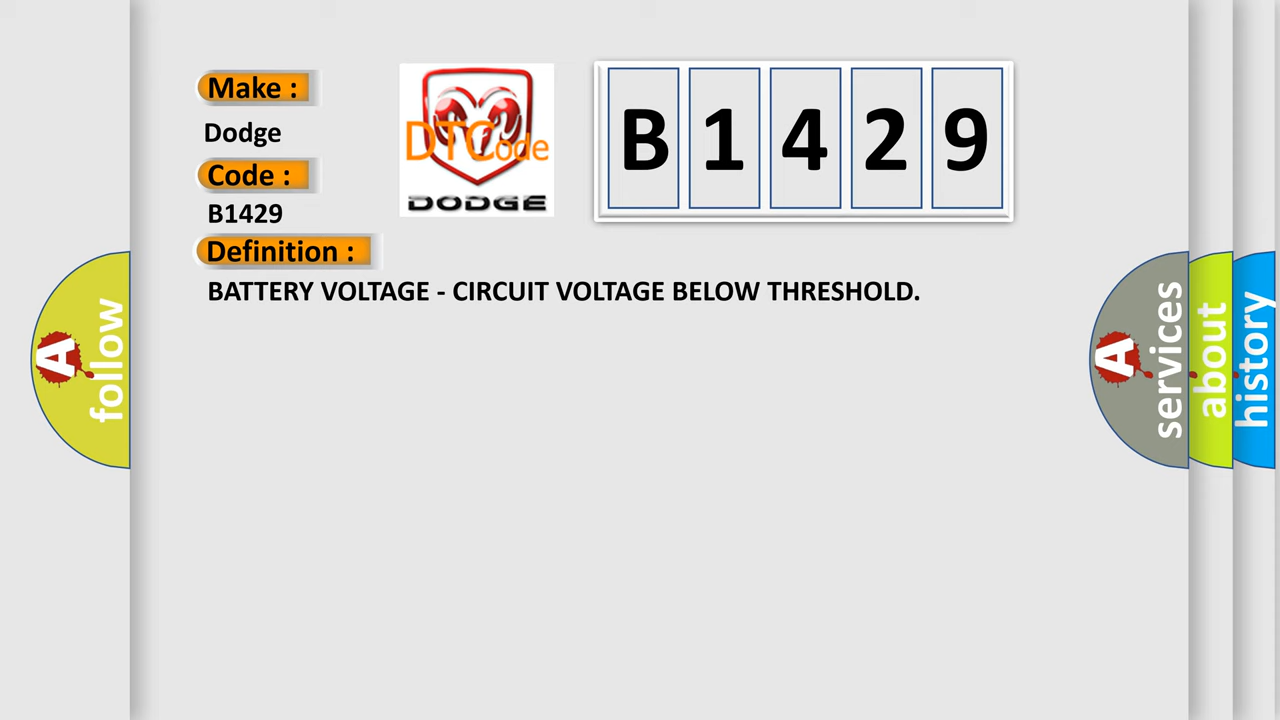 Make :
Dodge
Code :
B1429
Definition :
BATTERY VOLTAGE - CIRCUIT VOLTAGE BELOW THRESHOLD.
DTCode
DODGE
B 1 4 2 9
A follow
A services
about
history